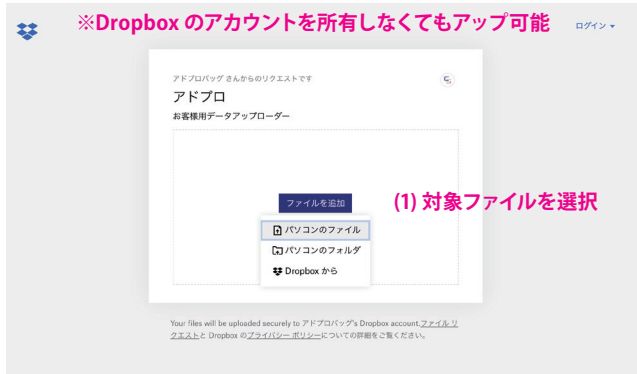 ※Dropbox のアカウントを所有しなくてもアップ可能
ログイン
アドプロバッグ さんからのリクエストです
アドプロ
お客様用データアップローダー
ファイルを追加
(1) 対象ファイルを選択
パソコンのファイル
パソコンのフォルダ
Dropbox から
Your files will be uploaded securely to アドプロバッグ's Dropbox account.ファイル リ
クエストと Dropbox のプライバシー ポリシーについての詳細をご覧ください。